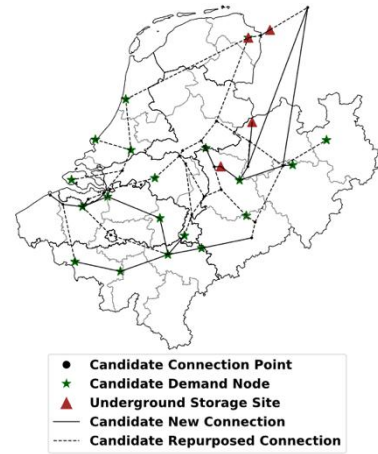 Candidate Connection Point
Candidate Demand Node
Underground Storage Site
Candidate New Connection
Candidate Repurposed Connection